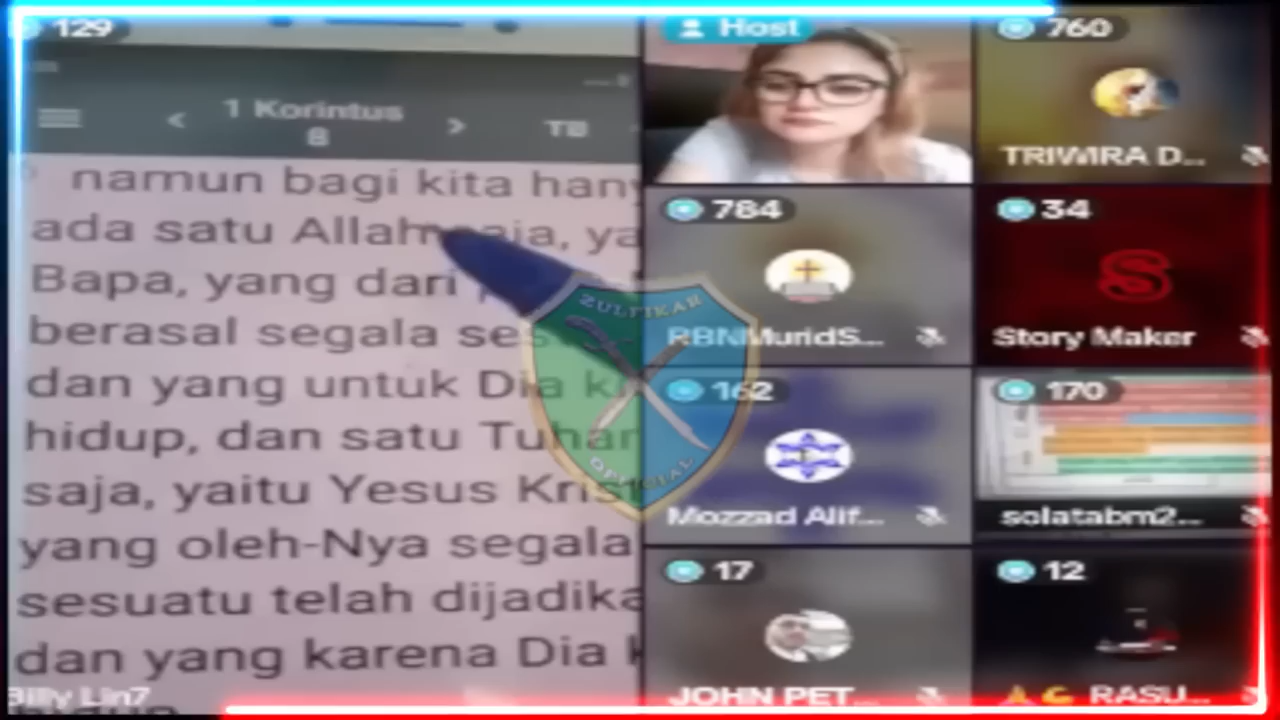 129
1 Korintus
8
TB
namun bagi kita hany
ada satu Allah saja, ya
Bapa, yang dari
berasal segala ses
dan yang untuk Dia k
hidup, dan satu Tuhan
saja, yaitu Yesus Krist
yang oleh-Nya segala
sesuatu telah dijadika
dan yang karena Dia k
Billy Lin7
Host
760
TRIWIRA D...
784
RBNMuridS...
34
Story Maker
162
Mozzad Alif...
170
solatabm2...
17
JOHN PET...
12
RASU...
ZULFIKAR
OFFICIAL